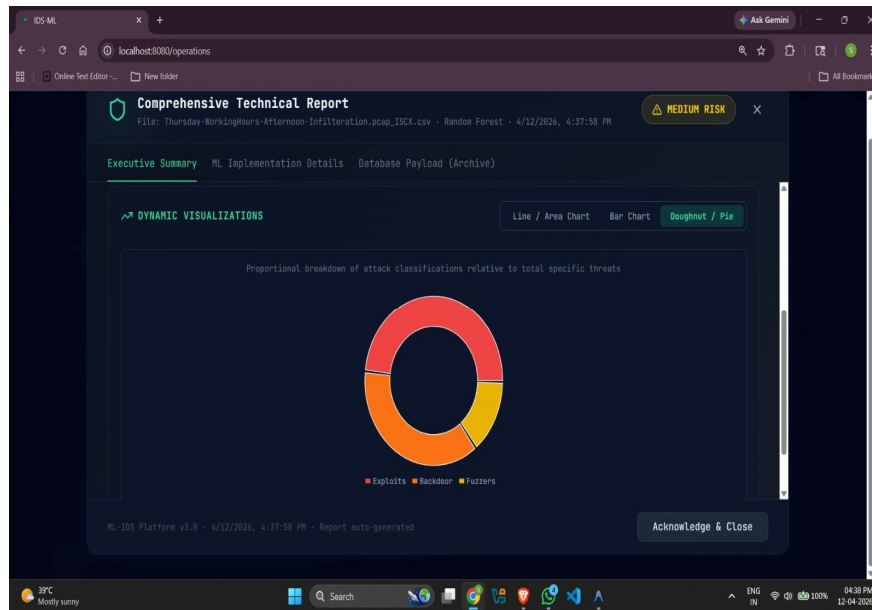 IDS-ML
Ask Gemini
localhost:8080/operations
Online Text Editor -...
New folder
All Bookmark
Comprehensive Technical Report
File: Thursday-WorkingHours-Afternoon-Infilteration.pcap_ISCX.csv · Random Forest · 4/12/2026, 4:37:58 PM
MEDIUM RISK
Executive Summary
ML Implementation Details
Database Payload (Archive)
DYNAMIC VISUALIZATIONS
Line / Area Chart
Bar Chart
Doughnut / Pie
Proportional breakdown of attack classifications relative to total specific threats
Exploits
Backdoor
Fuzzers
ML-IDS Platform v3.0 · 4/12/2026, 4:37:58 PM · Report auto-generated
Acknowledge & Close
39°C
Mostly sunny
Search
ENG
IN
100%
04:38 PM
12-04-2026